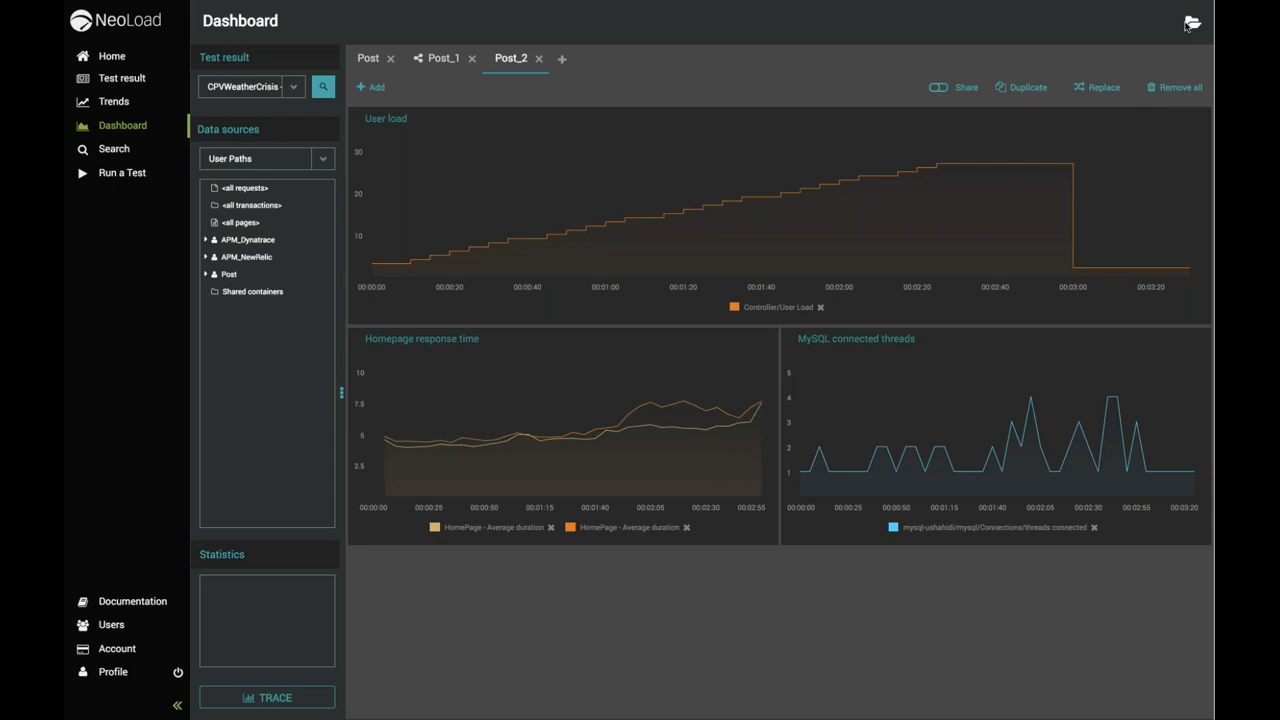 NeoLoad
Dashboard
Home
Test result
Trends
Dashboard
Search
Run a Test
Documentation
Users
Account
Profile
Test result
CPVWeatherCrisis -
Data sources
User Paths
<all requests>
<all transactions>
<all pages>
APM_Dynatrace
APM_NewRelic
Post
Shared containers
Statistics
TRACE
Post
Post_1
Post_2
Add
Share
Duplicate
Replace
Remove all
User load
30
20
10
00:00:00 00:00:20 00:00:40 00:01:00 00:01:20 00:01:40 00:02:00 00:02:20 00:02:40 00:03:00 00:03:20
Controller/User Load
Homepage response time
10
7.5
5
2.5
00:00:00 00:00:25 00:00:50 00:01:15 00:01:40 00:02:05 00:02:30 00:02:55
HomePage - Average duration HomePage - Average duration
MySQL connected threads
5
4
3
2
1
00:00:00 00:00:25 00:00:50 00:01:15 00:01:40 00:02:05 00:02:30 00:02:55 00:03:20
mysql-ushahidi/mysql/Connections/threads connected